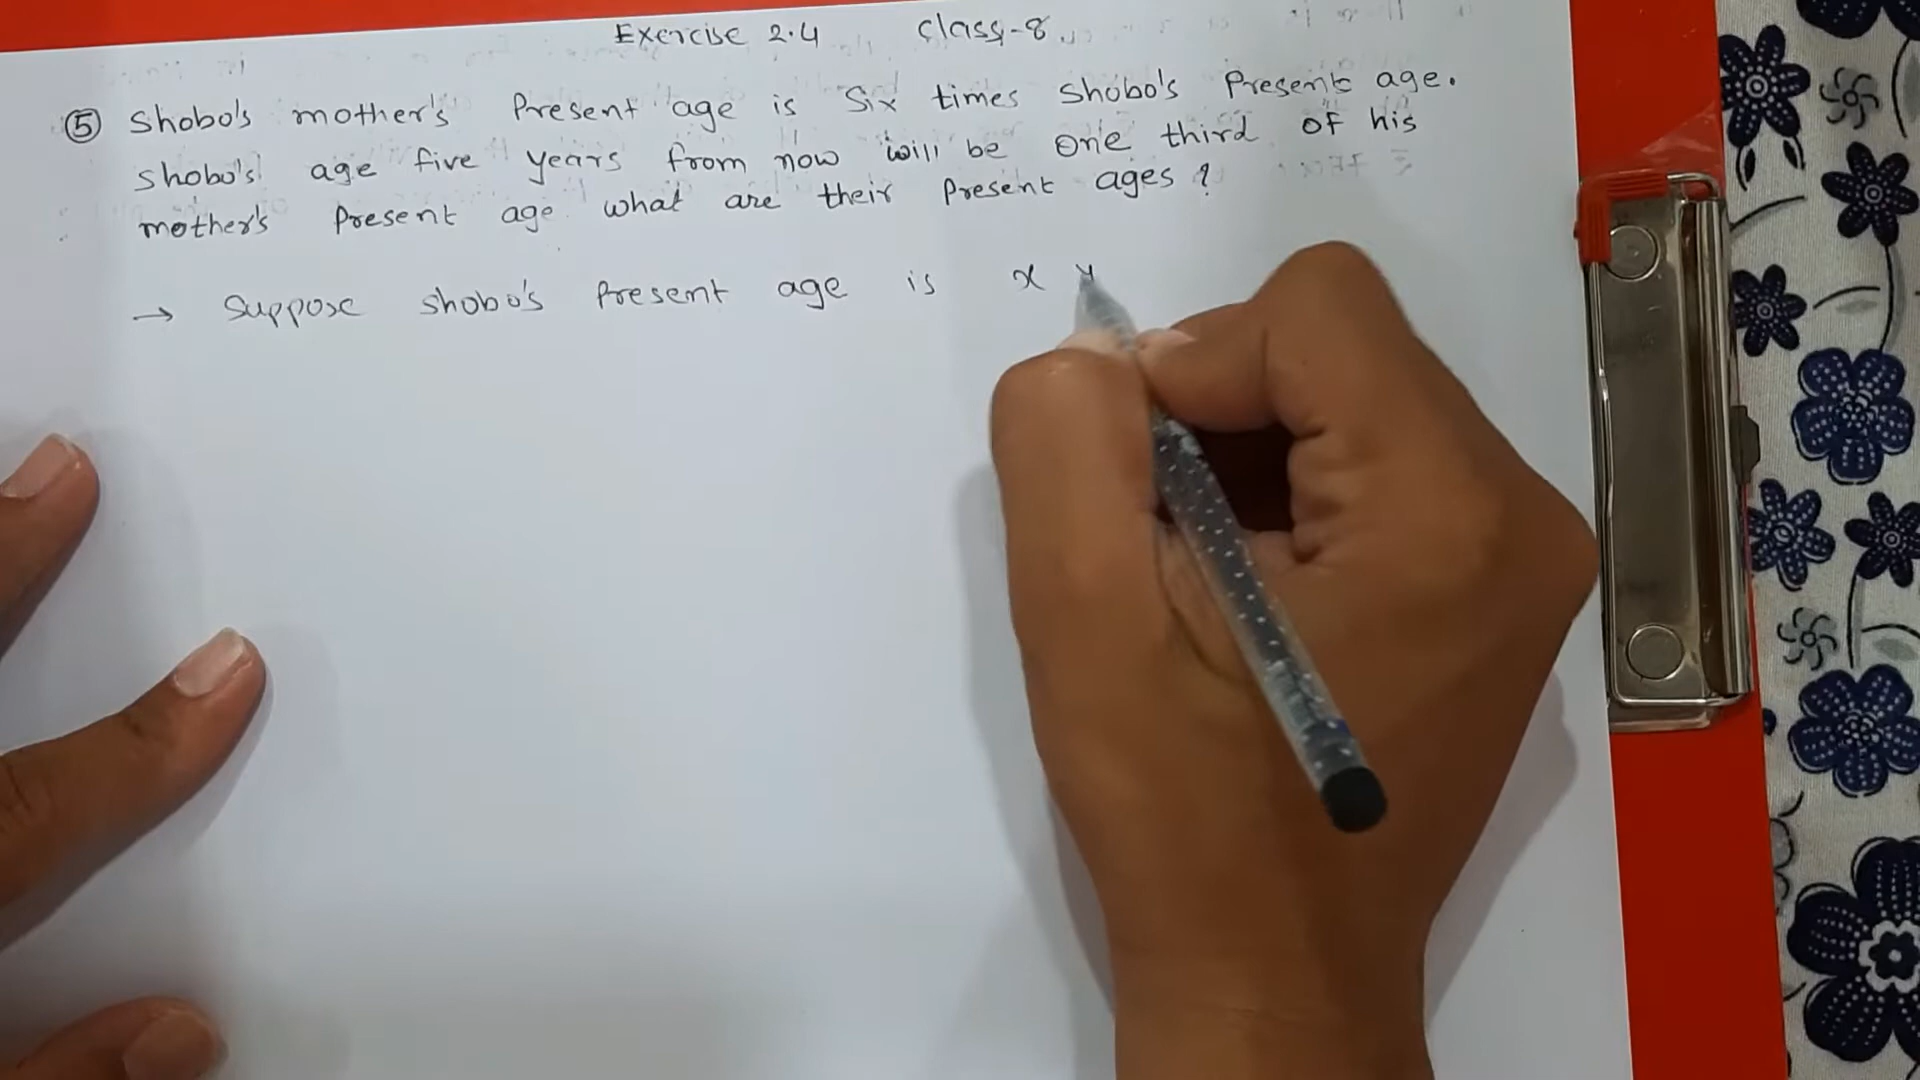 Exercise 2.4 Class-8
⑤ Shobo's mother's Present age is Six times Shobo's Present age.
Shobo's age five years from now will be one third of his
mother's Present age what are their Present ages ?
→ Suppose Shobo's Present age is x y